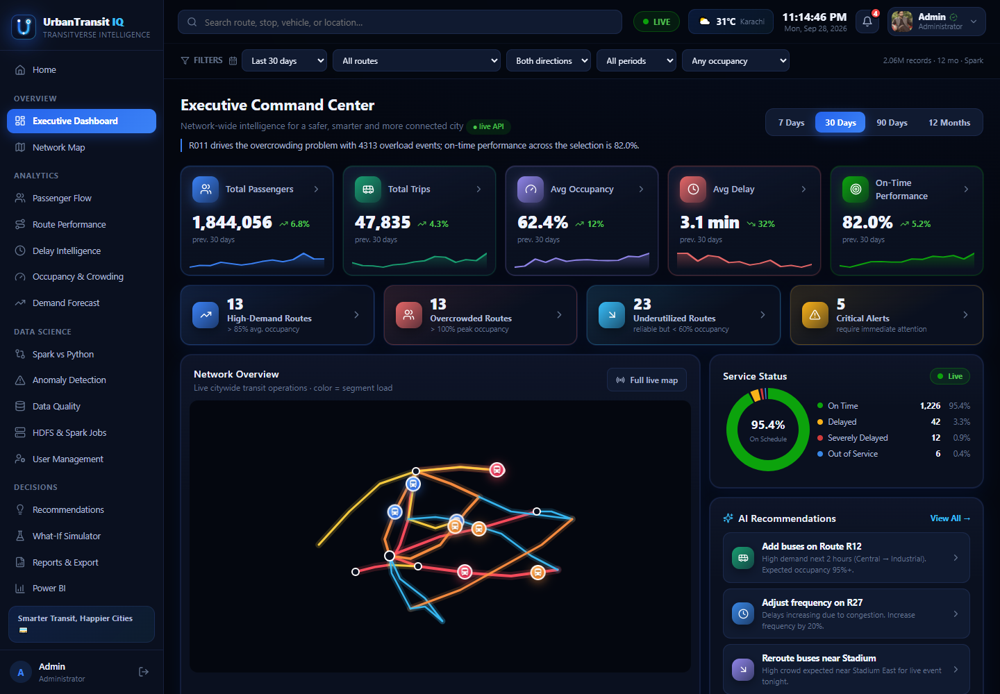 UrbanTransit IQ
TRANSITVERSE INTELLIGENCE
Search route, stop, vehicle, or location...
LIVE
31°C Karachi
11:14:46 PM
Mon, Sep 28, 2026
4
Admin
Administrator
FILTERS
Last 30 days
All routes
Both directions
All periods
Any occupancy
2.06M records · 12 mo · Spark
Home
OVERVIEW
Executive Dashboard
Network Map
ANALYTICS
Passenger Flow
Route Performance
Delay Intelligence
Occupancy & Crowding
Demand Forecast
DATA SCIENCE
Spark vs Python
Anomaly Detection
Data Quality
HDFS & Spark Jobs
User Management
DECISIONS
Recommendations
What-If Simulator
Reports & Export
Power BI
Smarter Transit, Happier Cities
A
Admin
Administrator
Executive Command Center
Network-wide intelligence for a safer, smarter and more connected city
live API
R011 drives the overcrowding problem with 4313 overload events; on-time performance across the selection is 82.0%.
7 Days
30 Days
90 Days
12 Months
Total Passengers
1,844,056 6.8%
prev. 30 days
Total Trips
47,835 4.3%
prev. 30 days
Avg Occupancy
62.4% 12%
prev. 30 days
Avg Delay
3.1 min 32%
prev. 30 days
On-Time
Performance
82.0% 5.2%
prev. 30 days
13
High-Demand Routes
> 85% avg. occupancy
13
Overcrowded Routes
> 100% peak occupancy
23
Underutilized Routes
reliable but < 60% occupancy
5
Critical Alerts
require immediate attention
Network Overview
Live citywide transit operations · color = segment load
Full live map
Service Status
Live
95.4%
On Schedule
On Time 1,226 95.4%
Delayed 42 3.3%
Severely Delayed 12 0.9%
Out of Service 6 0.4%
AI Recommendations
View All →
Add buses on Route R12
High demand next 2 hours (Central → Industrial).
Expected occupancy 95%+.
Adjust frequency on R27
Delays increasing due to congestion. Increase
frequency by 20%.
Reroute buses near Stadium
High crowd expected near Stadium East for live event
tonight.